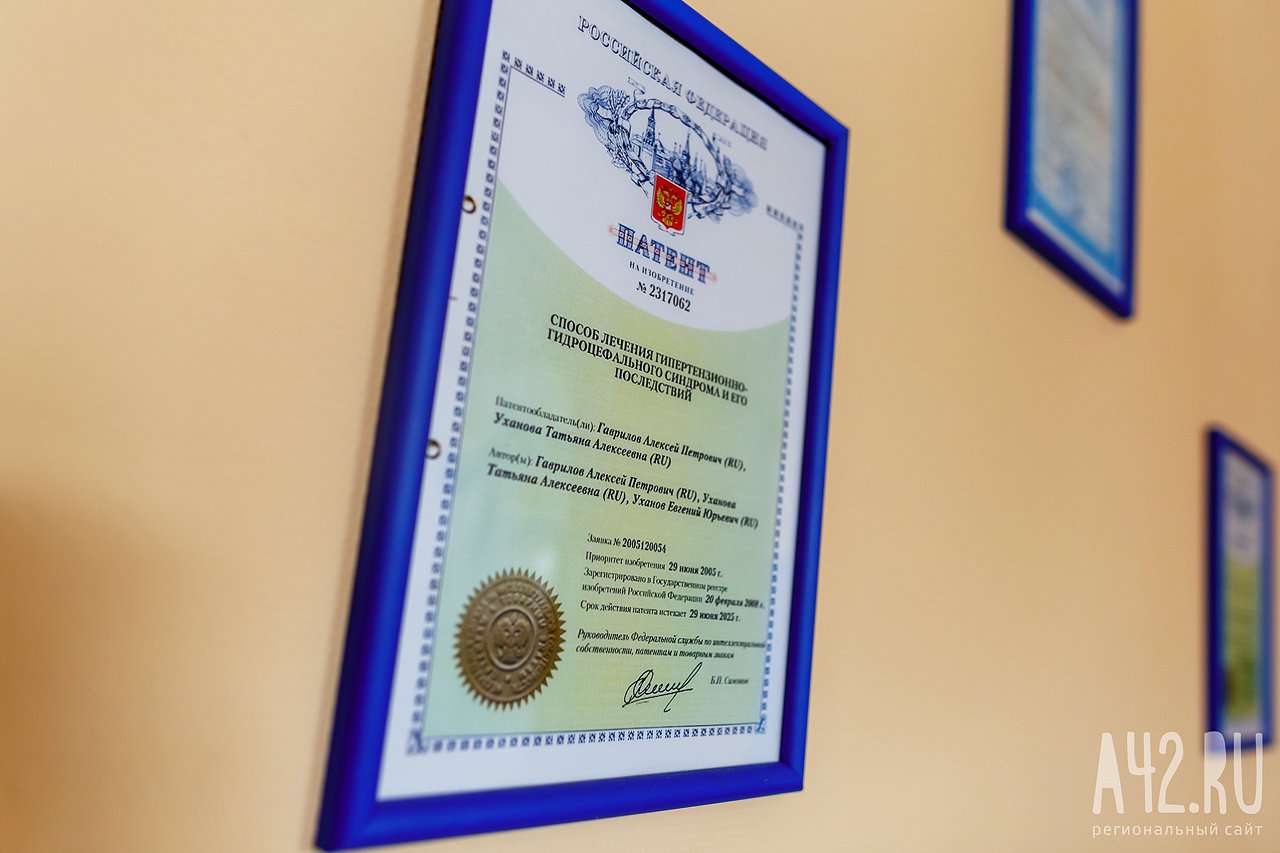 РОССИЙСКАЯ ФЕДЕРАЦИЯ
ПАТЕНТ
НА ИЗОБРЕТЕНИЕ
№ 2317062
СПОСОБ ЛЕЧЕНИЯ ГИПЕРТЕНЗИОННО-
ГИДРОЦЕФАЛЬНОГО СИНДРОМА И ЕГО
ПОСЛЕДСТВИЙ
Патентообладатель(ли): Гаврилов Алексей Петрович (RU),
Уханова Татьяна Алексеевна (RU)
Автор(ы): Гаврилов Алексей Петрович (RU), Уханова
Татьяна Алексеевна (RU), Уханов Евгений Юрьевич (RU)
Заявка № 2005120054
Приоритет изобретения 29 июня 2005 г.
Зарегистрировано в Государственном реестре
изобретений Российской Федерации 20 февраля 2008 г.
Срок действия патента истекает 29 июня 2025 г.
Руководитель Федеральной службы по интеллектуальной
собственности, патентам и товарным знакам
Б.П. Симонов
А42.RU
региональный сайт